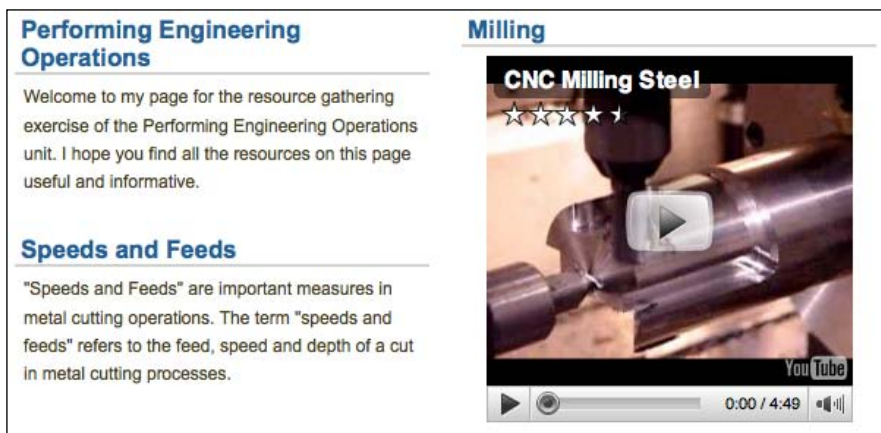 Performing Engineering
Operations
Welcome to my page for the resource gathering
exercise of the Performing Engineering Operations
unit. I hope you find all the resources on this page
useful and informative.
Speeds and Feeds
"Speeds and Feeds" are important measures in
metal cutting operations. The term "speeds and
feeds" refers to the feed, speed and depth of a cut
in metal cutting processes.
Milling
CNC Milling Steel
YouTube
0:00 / 4:49